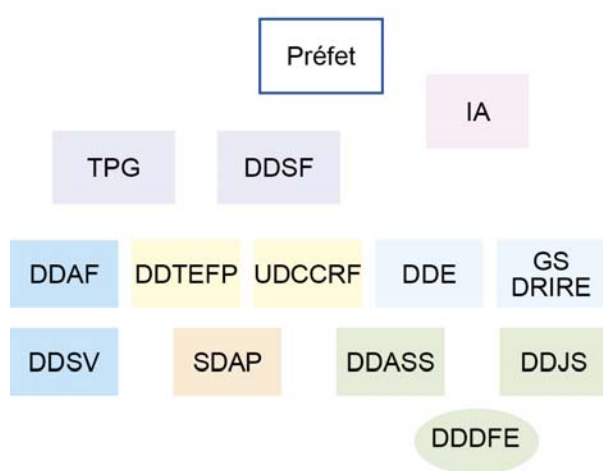 Préfet
IA
TPG
DDSF
DDAF
DDTEFP
UDCCRF
DDE
GS
DRIRE
DDSV
SDAP
DDASS
DDJS
DDDFE